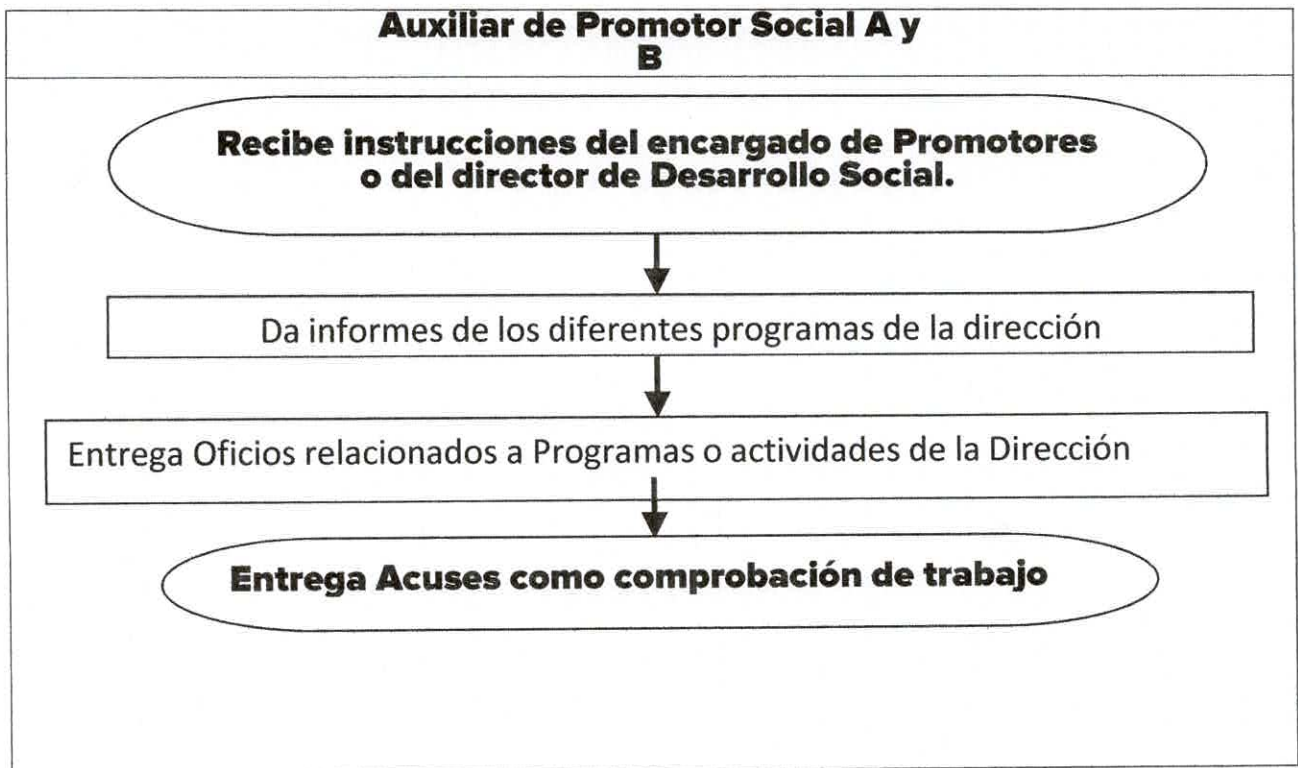 Auxiliar de Promotor Social A y
B
Recibe instrucciones del encargado de Promotores
o del director de Desarrollo Social.
Da informes de los diferentes programas de la dirección
Entrega Oficios relacionados a Programas o actividades de la Dirección
Entrega Acuses como comprobación de trabajo